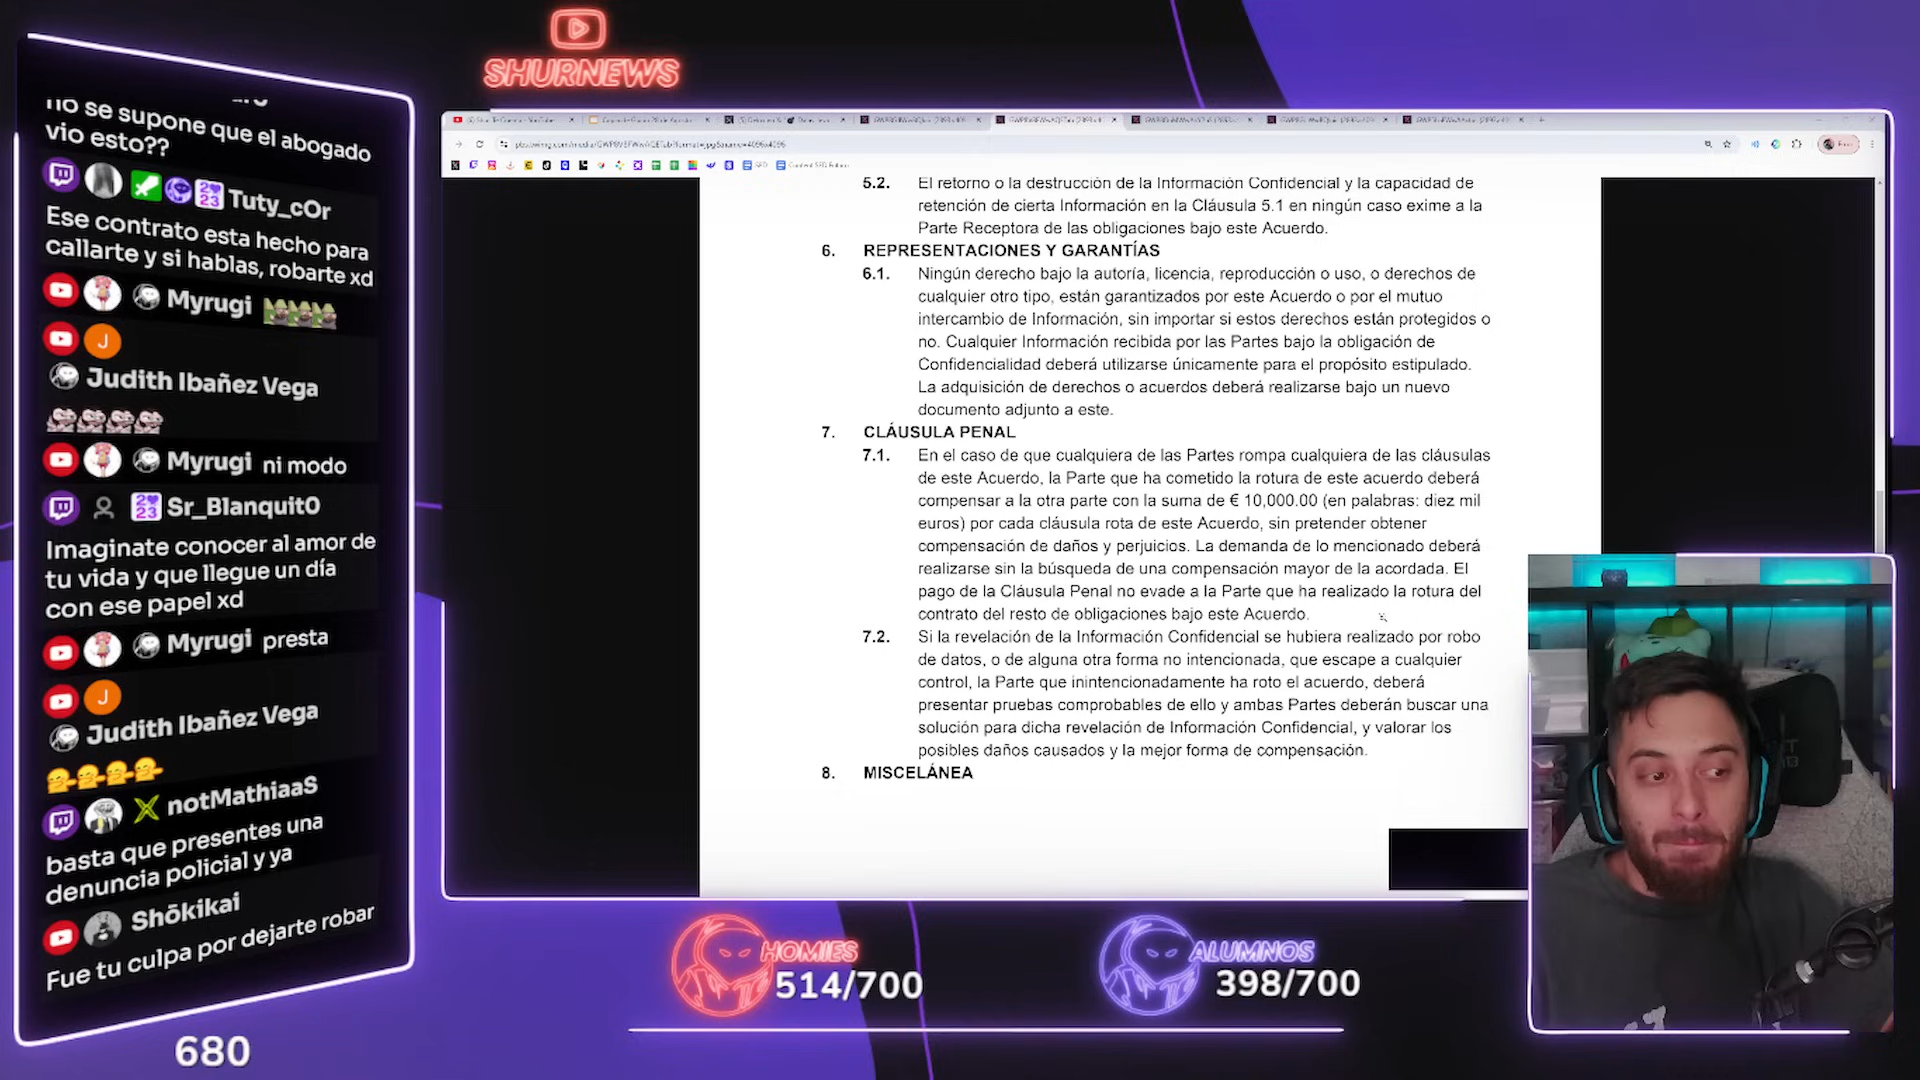 SHURNEWS
no se supone que el abogado
vio esto??
Tuty_cOr
Ese contrato esta hecho para
callarte y si hablas, robarte xd
Myrugi
J
Judith Ibañez Vega
Myrugi ni modo
Sr_Blanquit0
Imaginate conocer al amor de
tu vida y que llegue un día
con ese papel xd
Myrugi presta
J
Judith Ibañez Vega
notMathiaaS
basta que presentes una
denuncia policial y ya
Shōkikai
Fue tu culpa por dejarte robar
680
5.2. El retorno o la destrucción de la Información Confidencial y la capacidad de
retención de cierta Información en la Cláusula 5.1 en ningún caso exime a la
Parte Receptora de las obligaciones bajo este Acuerdo.
6. REPRESENTACIONES Y GARANTÍAS
6.1. Ningún derecho bajo la autoría, licencia, reproducción o uso, o derechos de
cualquier otro tipo, están garantizados por este Acuerdo o por el mutuo
intercambio de Información, sin importar si estos derechos están protegidos o
no. Cualquier Información recibida por las Partes bajo la obligación de
Confidencialidad deberá utilizarse únicamente para el propósito estipulado.
La adquisición de derechos o acuerdos deberá realizarse bajo un nuevo
documento adjunto a este.
7. CLÁUSULA PENAL
7.1. En el caso de que cualquiera de las Partes rompa cualquiera de las cláusulas
de este Acuerdo, la Parte que ha cometido la rotura de este acuerdo deberá
compensar a la otra parte con la suma de € 10,000.00 (en palabras: diez mil
euros) por cada cláusula rota de este Acuerdo, sin pretender obtener
compensación de daños y perjuicios. La demanda de lo mencionado deberá
realizarse sin la búsqueda de una compensación mayor de la acordada. El
pago de la Cláusula Penal no evade a la Parte que ha realizado la rotura del
contrato del resto de obligaciones bajo este Acuerdo.
7.2. Si la revelación de la Información Confidencial se hubiera realizado por robo
de datos, o de alguna otra forma no intencionada, que escape a cualquier
control, la Parte que inintencionadamente ha roto el acuerdo, deberá
presentar pruebas comprobables de ello y ambas Partes deberán buscar una
solución para dicha revelación de Información Confidencial, y valorar los
posibles daños causados y la mejor forma de compensación.
8. MISCELÁNEA
HOMIES
514/700
ALUMNOS
398/700